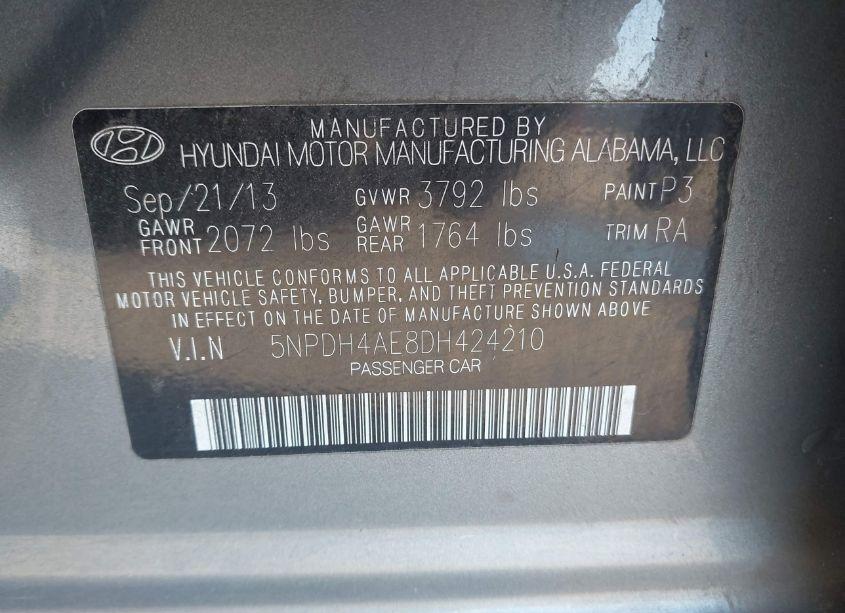 MANUFACTURED BY
HYUNDAI MOTOR MANUFACTURING ALABAMA, LLC
Sep/21/13 GVWR 3792 lbs PAINT P3
GAWR FRONT 2072 lbs GAWR REAR 1764 lbs TRIM RA
THIS VEHICLE CONFORMS TO ALL APPLICABLE U.S.A. FEDERAL
MOTOR VEHICLE SAFETY, BUMPER, AND THEFT PREVENTION STANDARDS
IN EFFECT ON THE DATE OF MANUFACTURE SHOWN ABOVE
V.I.N 5NPDH4AE8DH424210
PASSENGER CAR